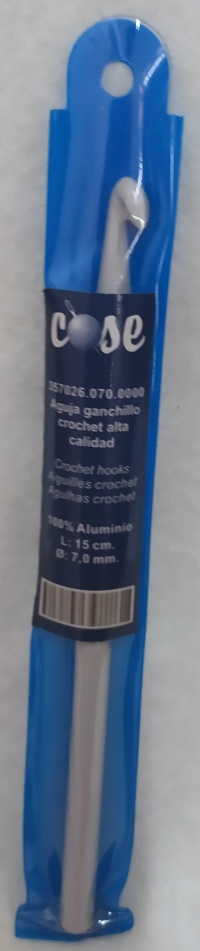 cose
357026.070.0000
Aguja ganchillo
crochet alta
calidad
Crochet hooks
Aiguilles crochet
Agulhas crochet
100% Aluminio
L: 15 cm.
Ø: 7,0 mm.